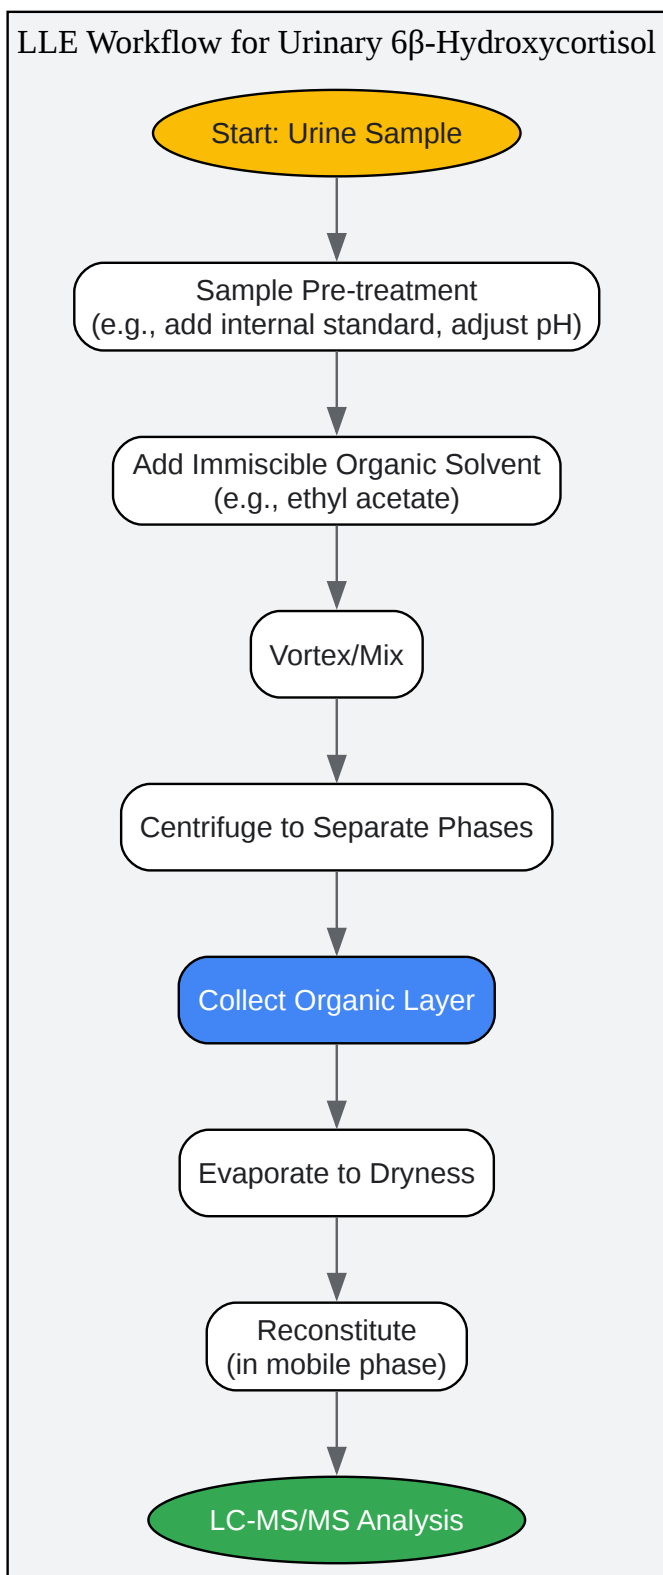 LLE Workflow for Urinary 6β-Hydroxycortisol
Start: Urine Sample
Sample Pre-treatment
(e.g., add internal standard, adjust pH)
Add Immiscible Organic Solvent
(e.g., ethyl acetate)
Vortex/Mix
Centrifuge to Separate Phases
Collect Organic Layer
Evaporate to Dryness
Reconstitute
(in mobile phase)
LC-MS/MS Analysis